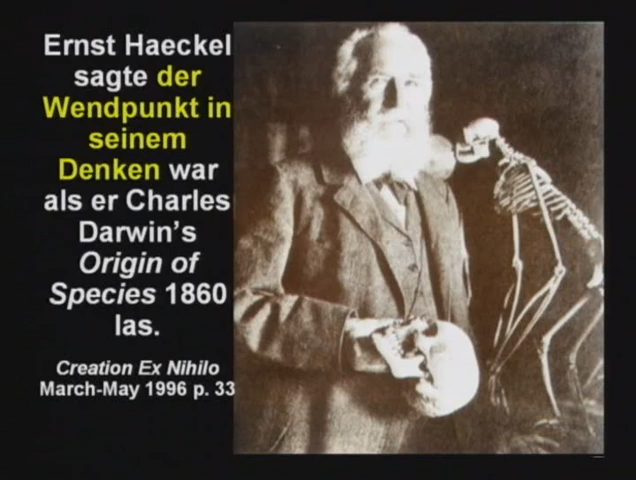 Ernst Haeckel
sagte der
Wendpunkt in
seinem
Denken war
als er Charles
Darwin's
Origin of
Species 1860
las.
Creation Ex Nihilo
March-May 1996 p. 33